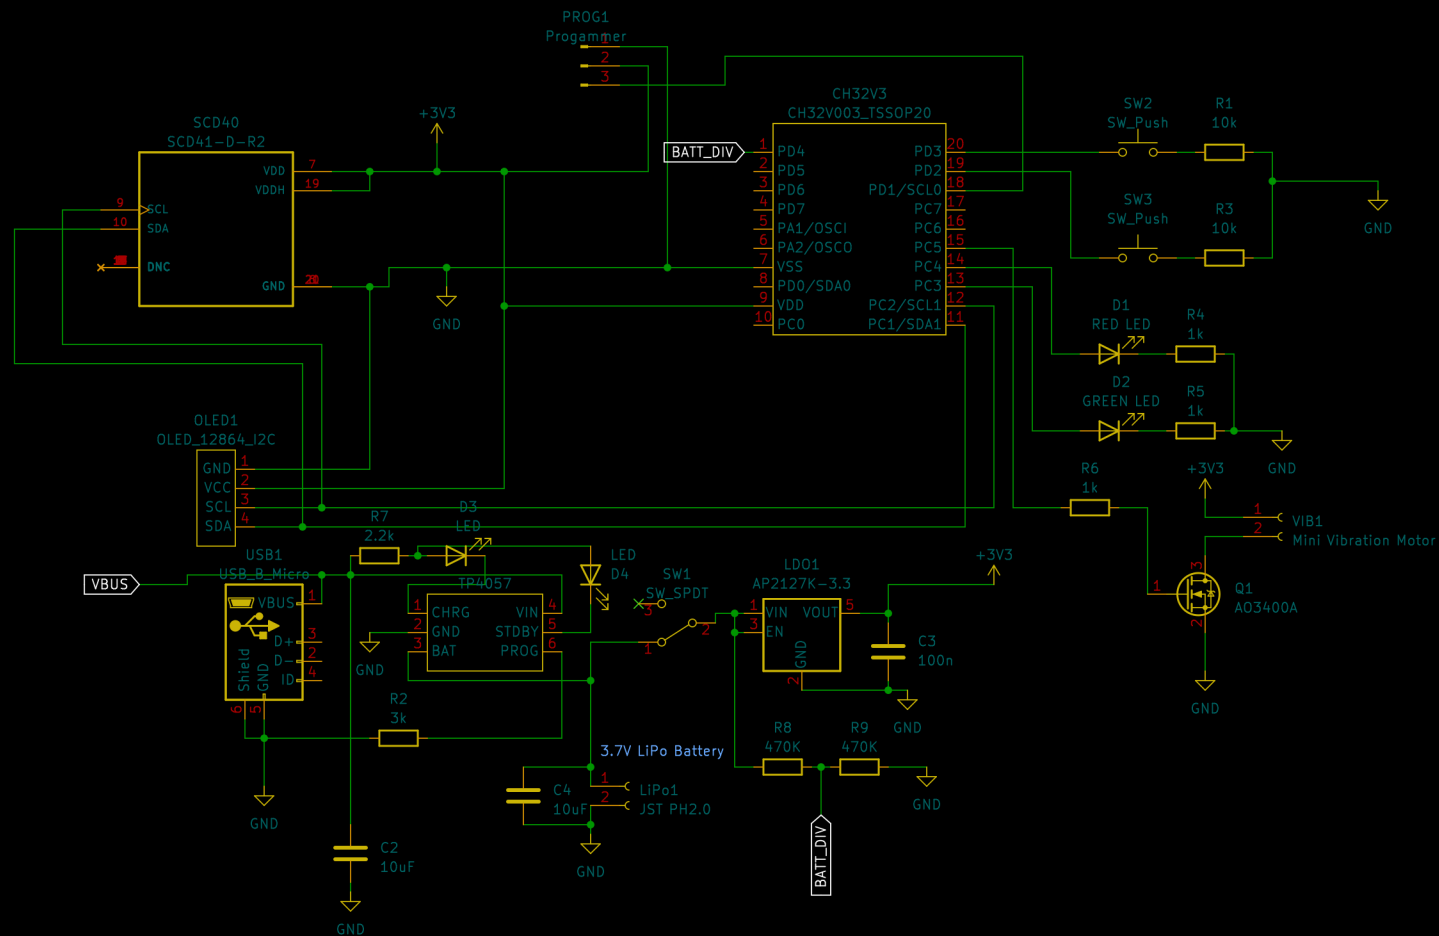 PROG1
Progammer
1
2
3
SCD40
SCD41-D-R2
VDD
7
VDDH
19
9
SCL
10
SDA
DNC
GND
+3V3
GND
CH32V3
CH32V003_TSSOP20
BATT_DIV
1
PD4
2
PD5
3
PD6
4
PD7
5
PA1/OSCI
6
PA2/OSCO
7
VSS
8
PD0/SDA0
9
VDD
10
PC0
PD3
20
PD2
19
PD1/SCL0
18
PC7
17
PC6
16
PC5
15
PC4
14
PC3
13
PC2/SCL1
12
PC1/SDA1
11
SW2
SW_Push
R1
10k
SW3
SW_Push
R3
10k
GND
D1
RED LED
R4
1k
D2
GREEN LED
R5
1k
GND
R6
1k
+3V3
1
2
VIB1
Mini Vibration Motor
3
1
2
Q1
AO3400A
GND
OLED1
OLED_12864_I2C
GND
1
VCC
2
SCL
3
SDA
4
R7
2.2k
D3
LED
LED
D4
VBUS
USB1
USB_B_Micro
VBUS
1
D+
3
D-
2
ID
4
Shield
GND
6
5
GND
TP4057
1
CHRG
2
GND
3
BAT
VIN
4
STDBY
5
PROG
6
GND
R2
3k
SW1
SW_SPDT
3
2
1
LDO1
AP2127K-3.3
1
VIN
3
EN
VOUT
5
GND
2
+3V3
C3
100n
GND
R8
470K
R9
470K
GND
BATT_DIV
3.7V LiPo Battery
C4
10uF
1
2
LiPo1
JST PH2.0
GND
C2
10uF
GND